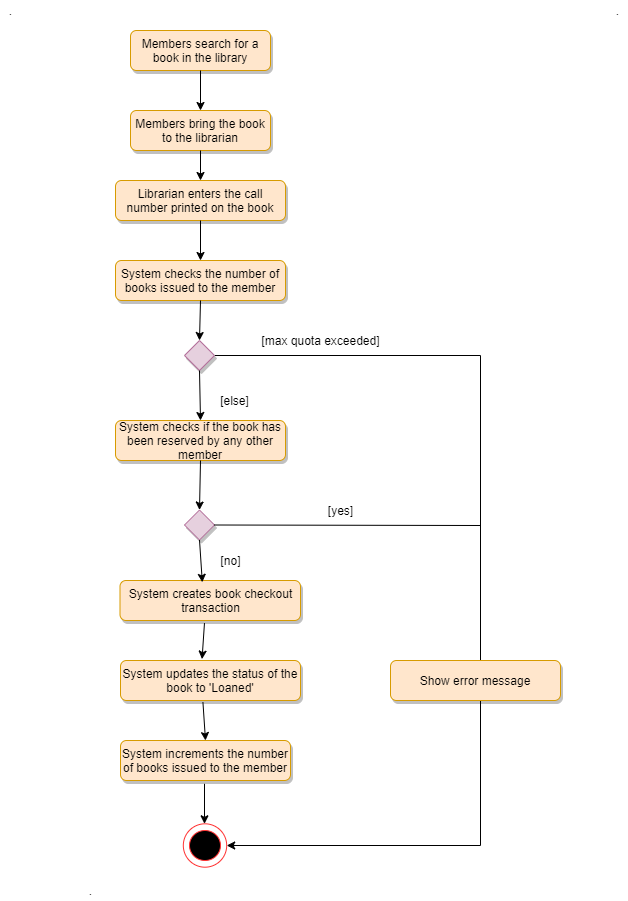 Members search for a
book in the library
Members bring the book
to the librarian
Librarian enters the call
number printed on the book
System checks the number of
books issued to the member
[max quota exceeded]
[else]
System checks if the book has
been reserved by any other
member
[yes]
[no]
System creates book checkout
transaction
System updates the status of the
book to 'Loaned'
Show error message
System increments the number
of books issued to the member